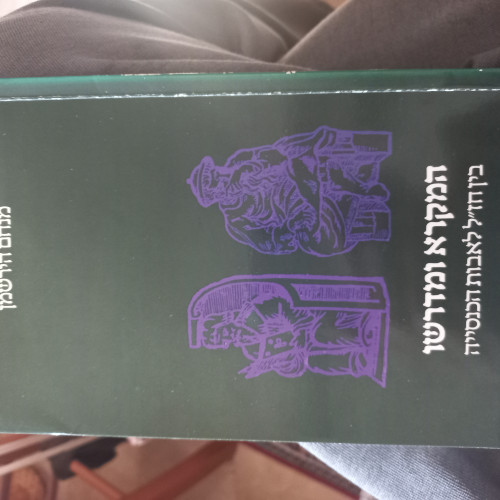 מנחם הירשמן
המקרא ומדרשו
בין חז״ל לאבות הכנסייה